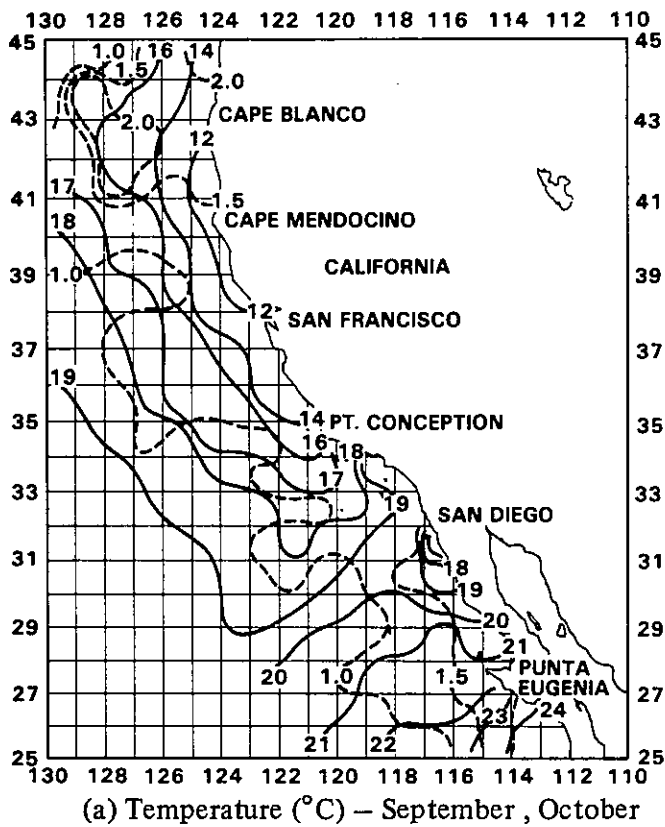 130 128 126 124 122 120 118 116 114 112 110
45 1.0 16 14 45
1.5 2.0
43 2.0 CAPE BLANCO 43
12
41 17 1.5 41
18 CAPE MENDOCINO
39 1.0 CALIFORNIA 39
12 SAN FRANCISCO
37 37
19
35 14 PT. CONCEPTION 35
16 18
33 17 19 33
SAN DIEGO
31 31
18
19
29 20 29
21
20 1.0 1.5 PUNTA
27 EUGENIA 27
23 24
21 22
25 25
130 128 126 124 122 120 118 116 114 112 110
(a) Temperature (°C) – September , October